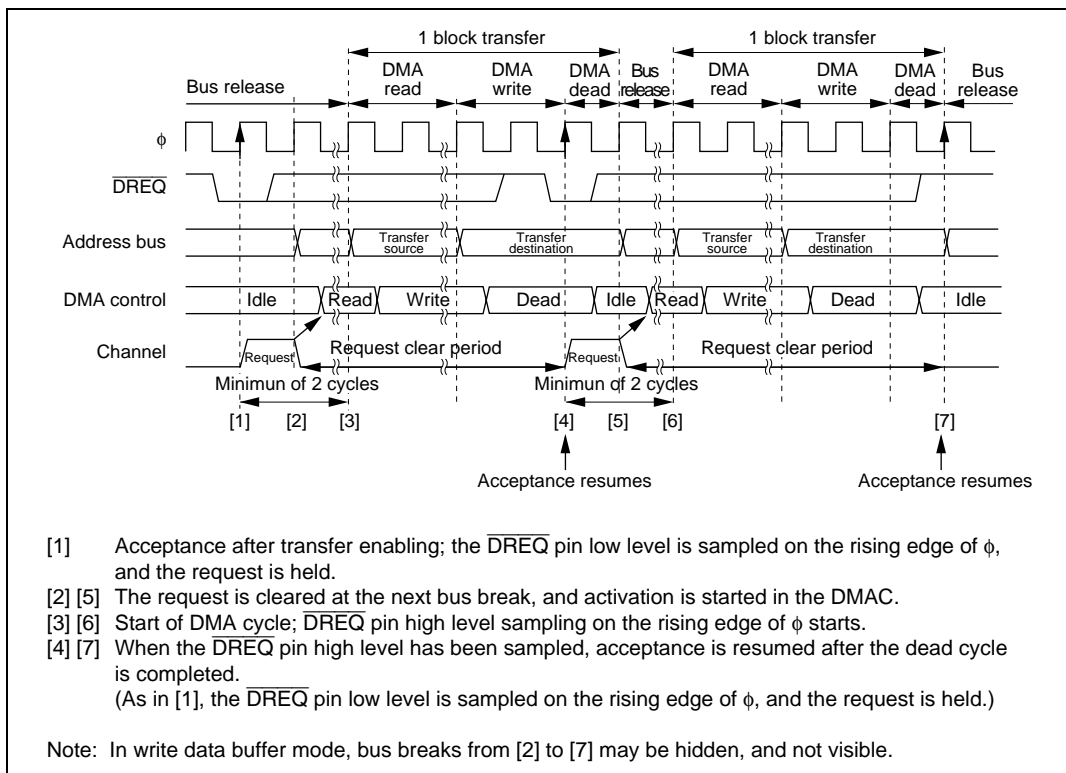 1 block transfer 1 block transfer
Bus release DMA read DMA write DMA dead Bus release DMA read DMA write DMA dead Bus release
φ
DREQ
Address bus Transfer source Transfer destination Transfer source Transfer destination
DMA control Idle Read Write Dead Idle Read Write Dead Idle
Channel Request Request clear period Request Request clear period
Minimun of 2 cycles Minimun of 2 cycles
[1] [2] [3] [4] [5] [6] [7]
Acceptance resumes Acceptance resumes
[1] Acceptance after transfer enabling; the DREQ pin low level is sampled on the rising edge of φ,
and the request is held.
[2] [5] The request is cleared at the next bus break, and activation is started in the DMAC.
[3] [6] Start of DMA cycle; DREQ pin high level sampling on the rising edge of φ starts.
[4] [7] When the DREQ pin high level has been sampled, acceptance is resumed after the dead cycle
is completed.
(As in [1], the DREQ pin low level is sampled on the rising edge of φ, and the request is held.)
Note: In write data buffer mode, bus breaks from [2] to [7] may be hidden, and not visible.